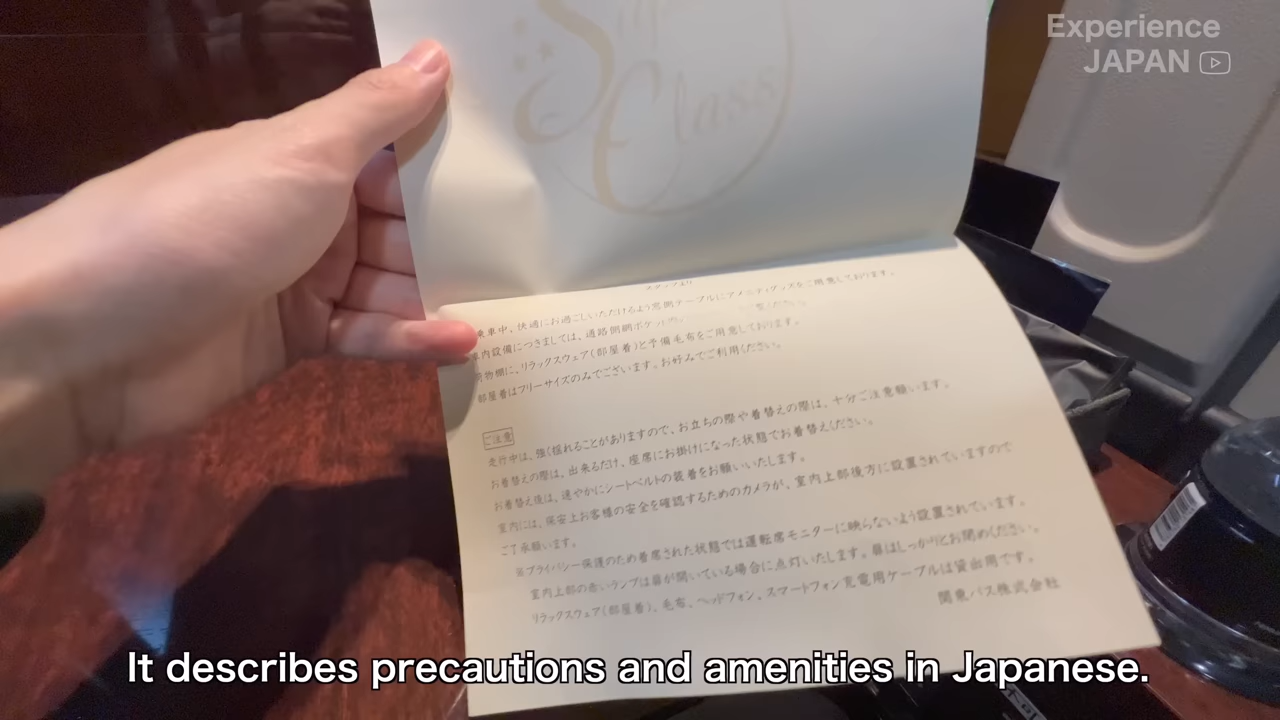 Experience
JAPAN
Class
スタッフより
乗車中、快適にお過ごしいただけるよう窓側テーブルにアメニティグッズをご用意しております。
車内設備につきましては、通路側網ポケット
荷物棚に、リラックスウェア(部屋着)と予備毛布をご用意しております。
部屋着はフリーサイズのみでございます。お好みでご利用ください。
ご注意
走行中は、強く揺れることがありますので、お立ちの際や着替えの際は、十分ご注意願います。
お着替えの際は、出来るだけ、座席にお掛けになった状態でお着替えください。
お着替え後は、速やかにシートベルトの装着をお願いいたします。
室内には、保安上お客様の安全を確認するためのカメラが、室内上部後方に設置されていますので
ご了承願います。
※プライバシー保護のため着席された状態では運転席モニターに映らないよう設置されています。
室内上部の赤いランプは扉が開いている場合に点灯いたします。扉はしっかりとお閉めください。
リラックスウェア(部屋着)、毛布、ヘッドフォン、スマートフォン充電用ケーブルは貸出用です。
関東バス株式会社
It describes precautions and amenities in Japanese.